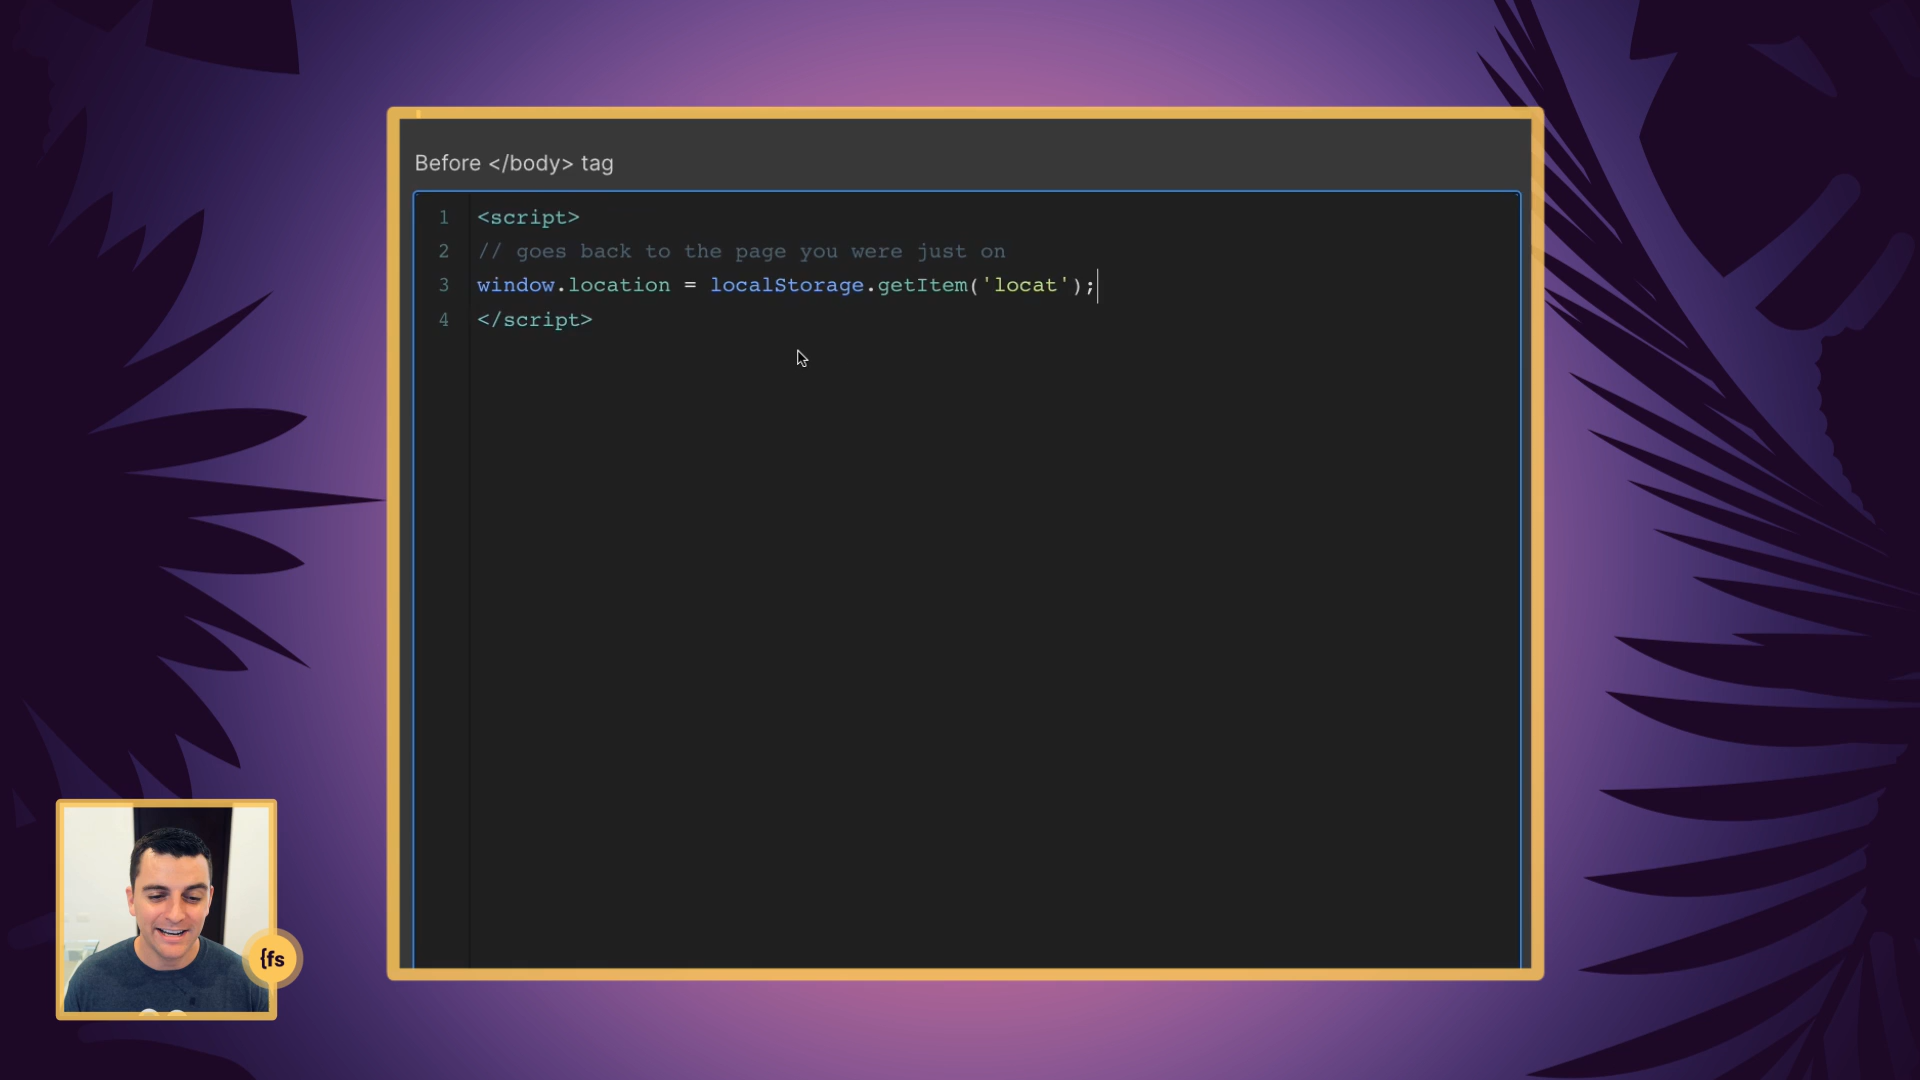 Before </body> tag
1 <script>
2 // goes back to the page you were just on
3 window.location = localStorage.getItem('locat');
4 </script>
{fs